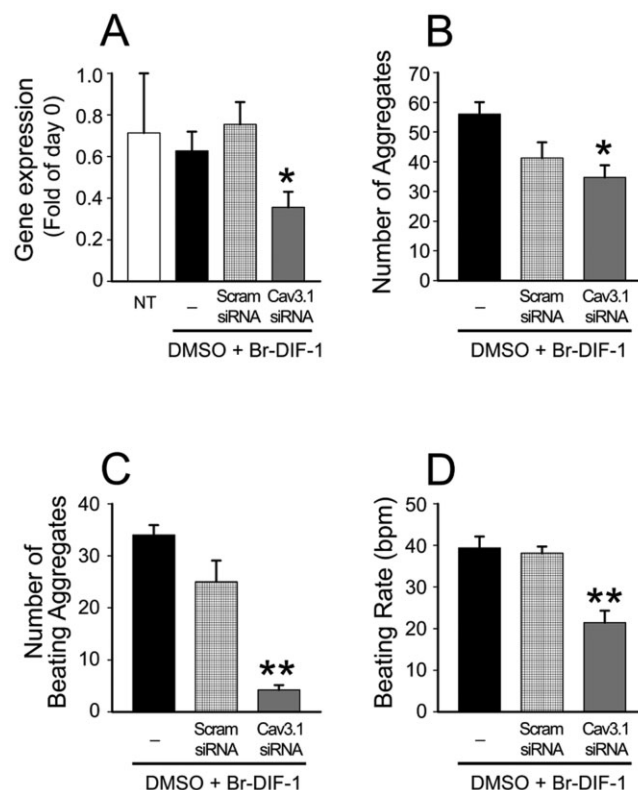 A
Gene expression
(Fold of day 0)
1.0
0.8
0.6
0.4
0.2
0
*
NT
–
Scram
siRNA
Cav3.1
siRNA
DMSO + Br-DIF-1
B
Number of Aggregates
60
50
40
30
20
10
0
*
–
Scram
siRNA
Cav3.1
siRNA
DMSO + Br-DIF-1
C
Number of
Beating Aggregates
40
30
20
10
0
**
–
Scram
siRNA
Cav3.1
siRNA
DMSO + Br-DIF-1
D
Beating Rate (bpm)
50
40
30
20
10
0
**
–
Scram
siRNA
Cav3.1
siRNA
DMSO + Br-DIF-1